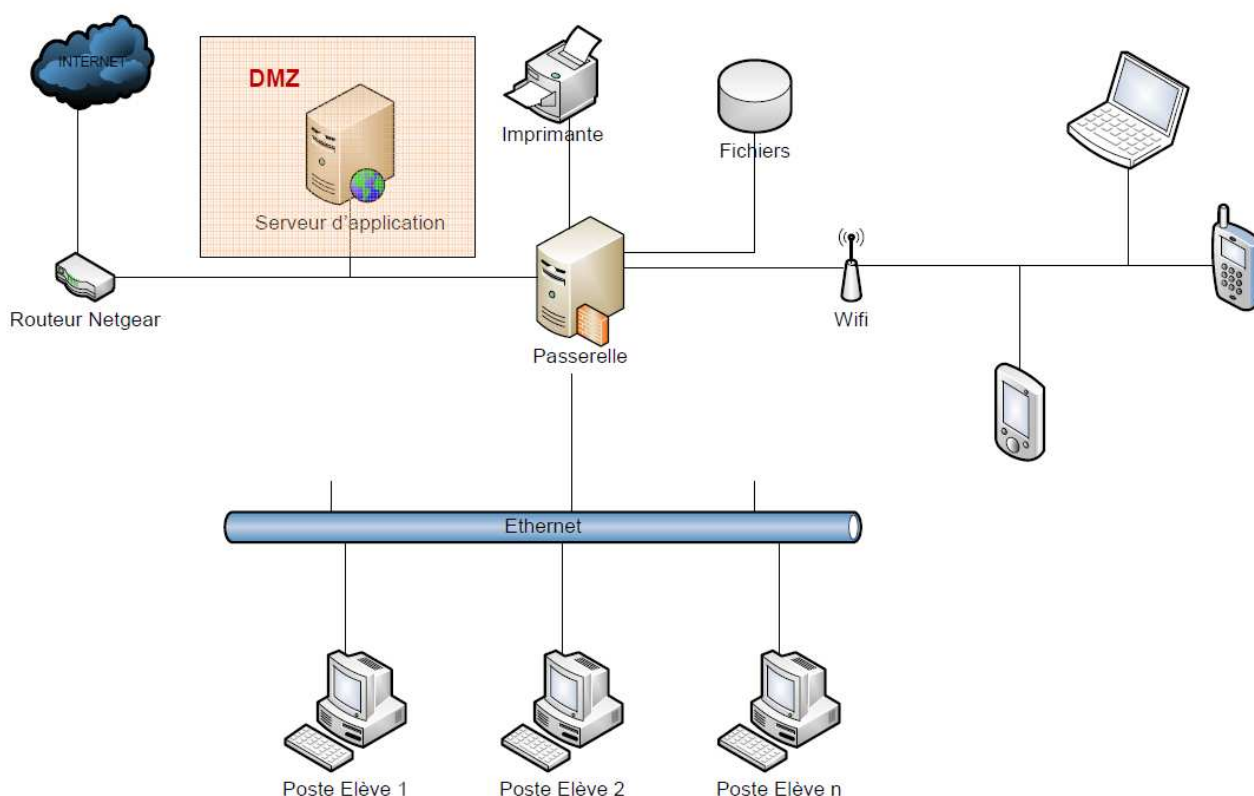 INTERNET
DMZ
Serveur d'application
Imprimante
Fichiers
Routeur Netgear
Passerelle
Wifi
Ethernet
Poste Elève 1
Poste Elève 2
Poste Elève n